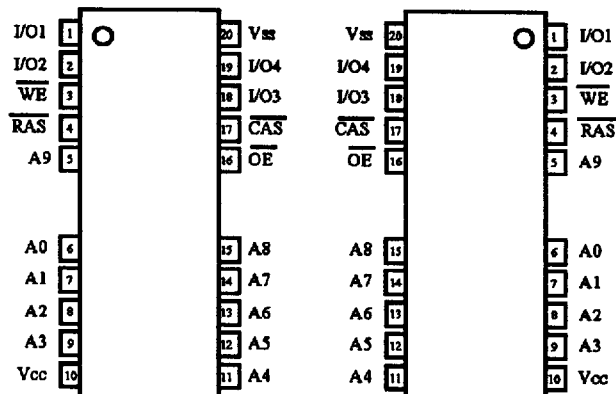 I/O1 1 20 Vss
I/O2 2 19 I/O4
WE 3 18 I/O3
RAS 4 17 CAS
A9 5 16 OE
A0 6 15 A8
A1 7 14 A7
A2 8 13 A6
A3 9 12 A5
Vcc 10 11 A4
Vss 20 1 I/O1
I/O4 19 2 I/O2
I/O3 18 3 WE
CAS 17 4 RAS
OE 16 5 A9
A8 15 6 A0
A7 14 7 A1
A6 13 8 A2
A5 12 9 A3
A4 11 10 Vcc